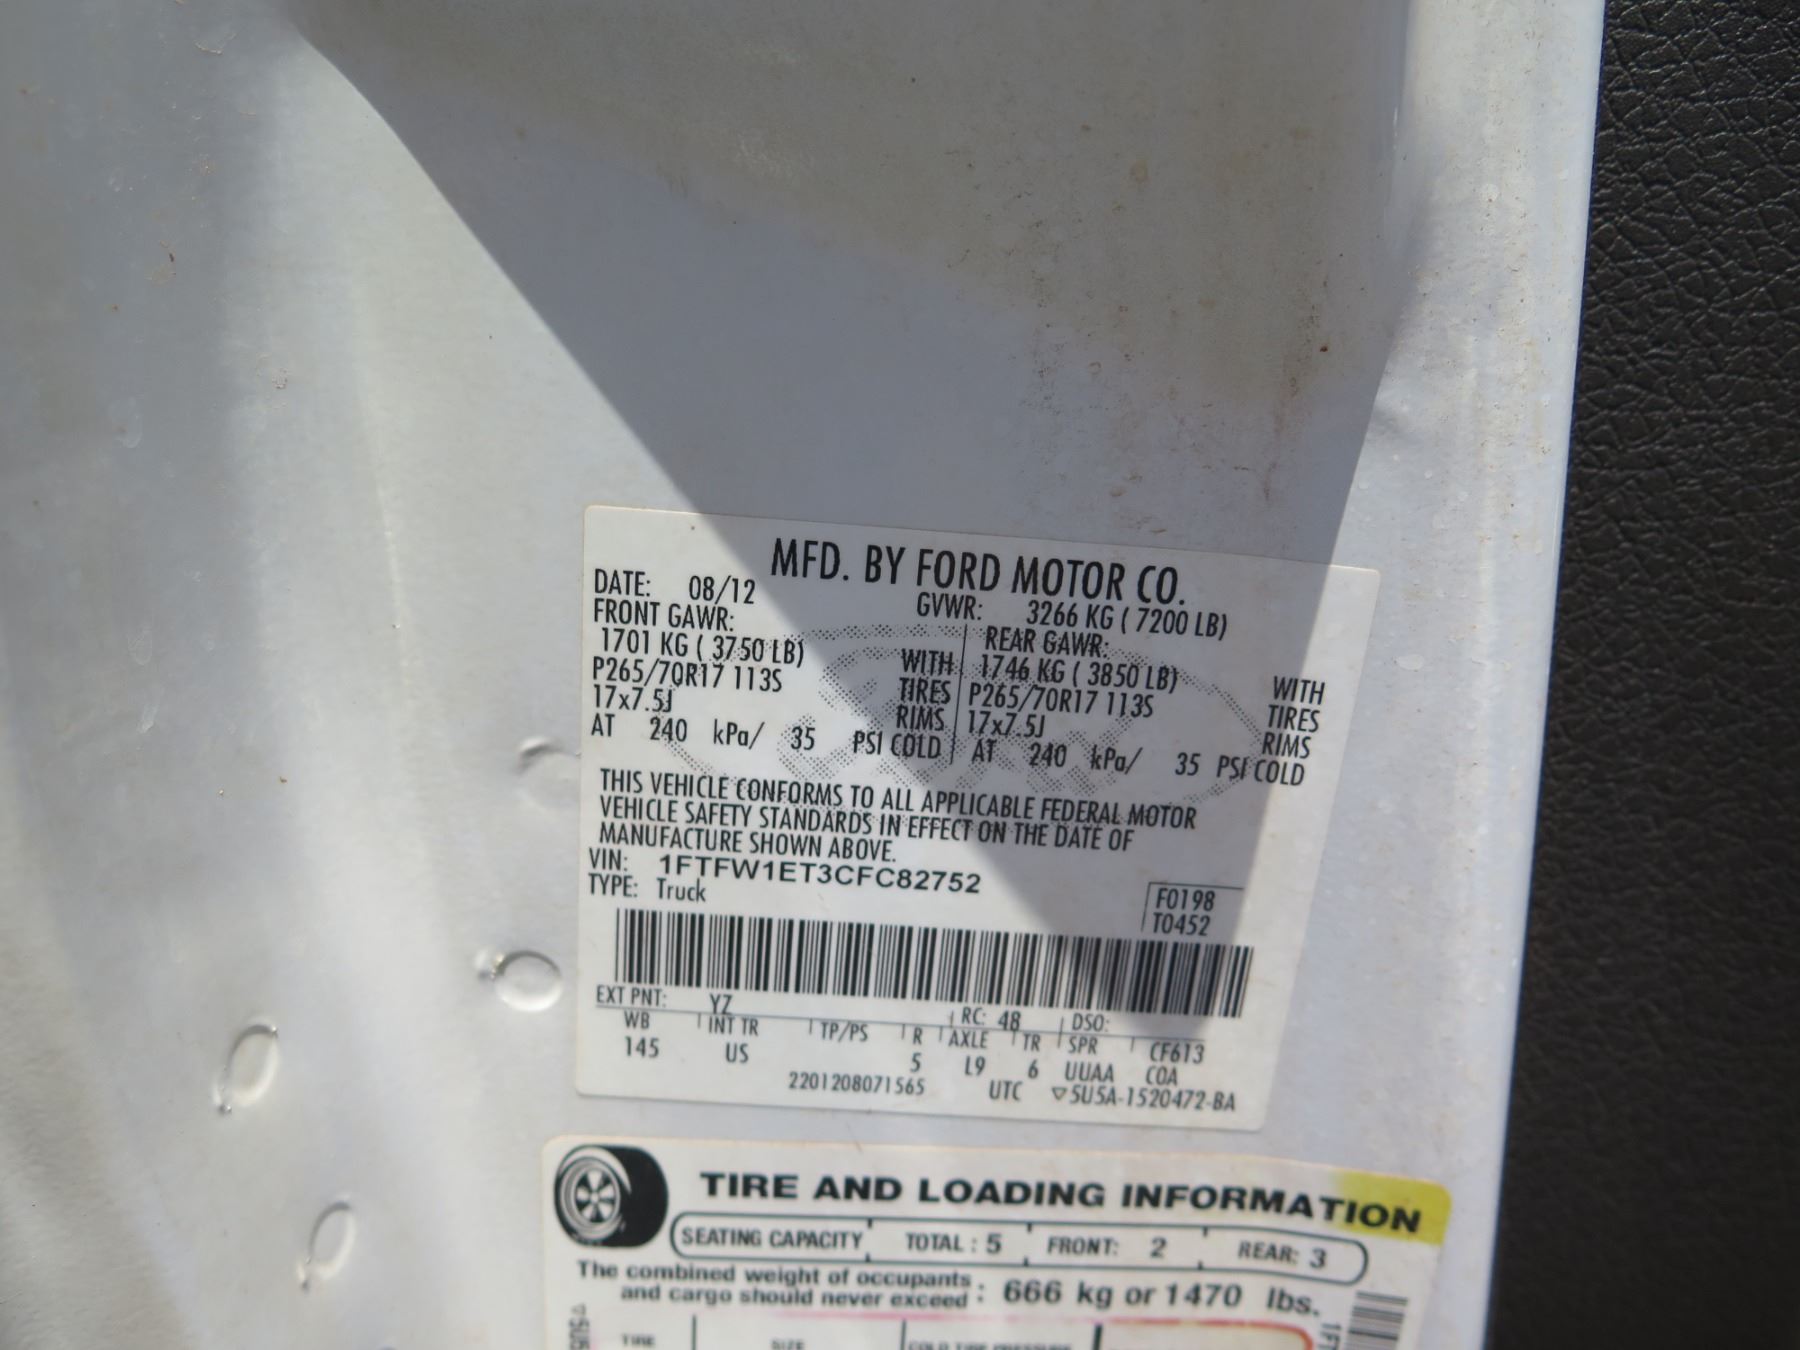 MFD. BY FORD MOTOR CO.
DATE: 08/12 GVWR: 3266 KG ( 7200 LB)
FRONT GAWR: REAR GAWR:
1701 KG ( 3750 LB) WITH 1746 KG ( 3850 LB) WITH
P265/70R17 113S TIRES P265/70R17 113S TIRES
17x7.5J RIMS 17x7.5J RIMS
AT 240 kPa/ 35 PSI COLD AT 240 kPa/ 35 PSI COLD
THIS VEHICLE CONFORMS TO ALL APPLICABLE FEDERAL MOTOR
VEHICLE SAFETY STANDARDS IN EFFECT ON THE DATE OF
MANUFACTURE SHOWN ABOVE.
VIN: 1FTFW1ET3CFC82752
TYPE: Truck
F0198
T0452
EXT PNT: YZ RC: 48 DSO:
WB INT TR TP/PS R AXLE TR SPR CF613
145 US 5 L9 6 UUAA COA
2201208071565 UTC ▽5U5A-1520472-BA
TIRE AND LOADING INFORMATION
SEATING CAPACITY TOTAL : 5 FRONT: 2 REAR: 3
The combined weight of occupants
and cargo should never exceed : 666 kg or 1470 lbs.
TIRE SIZE COLD TIRE PRESSURE